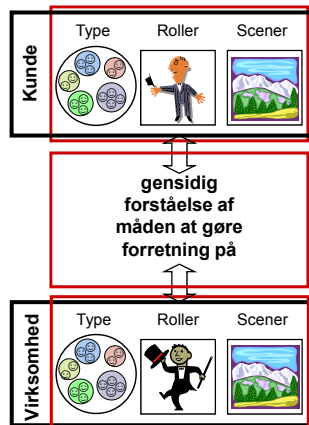 Kunde
Type Roller Scener
gensidig
forståelse af
måden at gøre
forretning på
Virksomhed
Type Roller Scener